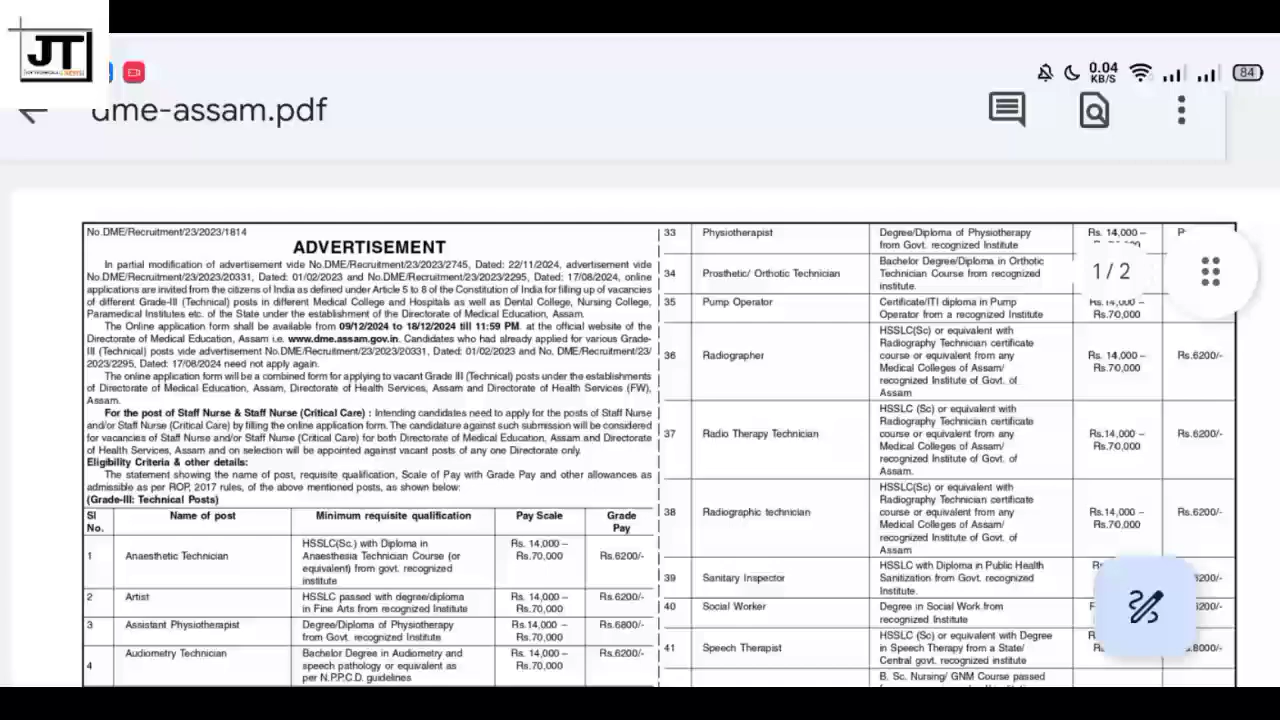 JT
0.04
KB/S
84
dme-assam.pdf
No.DME/Recruitment/23/2023/1814
ADVERTISEMENT
In partial modification of advertisement vide No.DME/Recruitment/23/2023/2745, Dated: 22/11/2024, advertisement vide
No.DME/Recruitment/23/2023/20331, Dated: 01/02/2023 and No.DME/Recruitment/23/2023/2295, Dated: 17/08/2024, online
applications are invited from the citizens of India as defined under Article 5 to 8 of the Constitution of India for filling up of vacancies
of different Grade-III (Technical) posts in different Medical College and Hospitals as well as Dental College, Nursing College,
Paramedical Institutes etc. of the State under the establishment of the Directorate of Medical Education, Assam.
The Online application form shall be available from 09/12/2024 to 18/12/2024 till 11:59 PM. at the official website of the
Directorate of Medical Education, Assam i.e. www.dme.assam.gov.in. Candidates who had already applied for various Grade-
III (Technical) posts vide advertisement No.DME/Recruitment/23/2023/20331, Dated: 01/02/2023 and No. DME/Recruitment/23/
2023/2295, Dated: 17/08/2024 need not apply again.
The online application form will be a combined form for applying to vacant Grade III (Technical) posts under the establishments
of Directorate of Medical Education, Assam, Directorate of Health Services, Assam and Directorate of Health Services (FW),
Assam.
For the post of Staff Nurse & Staff Nurse (Critical Care) : Intending candidates need to apply for the posts of Staff Nurse
and/or Staff Nurse (Critical Care) by filling the online application form. The candidature against such submission will be considered
for vacancies of Staff Nurse and/or Staff Nurse (Critical Care) for both Directorate of Medical Education, Assam and Directorate
of Health Services, Assam and on selection will be appointed against vacant posts of any one Directorate only.
Eligibility Criteria & other details:
The statement showing the name of post, requisite qualification, Scale of Pay with Grade Pay and other allowances as
admissible as per ROP, 2017 rules, of the above mentioned posts, as shown below:
(Grade-III: Technical Posts)
Sl Name of post Minimum requisite qualification Pay Scale Grade
No. Pay
HSSLC(Sc.) with Diploma in Rs. 14,000 –
1 Anaesthetic Technician Anaesthesia Technician Course (or Rs.70,000 Rs.6200/-
equivalent) from govt. recognized
institute
2 Artist HSSLC passed with degree/diploma Rs. 14,000 – Rs.6200/-
in Fine Arts from recognized Institute Rs.70,000
3 Assistant Physiotherapist Degree/Diploma of Physiotherapy Rs.14,000 – Rs.6800/-
from Govt. recognized Institute Rs.70,000
Audiometry Technician Bachelor Degree in Audiometry and Rs. 14,000 – Rs.6200/-
4 speech pathology or equivalent as Rs.70,000
per N.P.P.C.D. guidelines
33 Physiotherapist Degree/Diploma of Physiotherapy Rs. 14,000 –
from Govt. recognized Institute
1 / 2
Bachelor Degree/Diploma in Orthotic
34 Prosthetic/ Orthotic Technician Technician Course from recognized
institute.
35 Pump Operator Certificate/ITI diploma in Pump Rs. 14,000 –
Operator from a recognized Institute Rs.70,000
HSSLC(Sc) or equivalent with
Radiography Technician certificate
36 Radiographer course or equivalent from any Rs. 14,000 – Rs.6200/-
Medical Colleges of Assam/ Rs.70,000
recognized Institute of Govt. of
Assam
HSSLC (Sc) or equivalent with
Radiography Technician certificate
37 Radio Therapy Technician course or equivalent from any Rs.14,000 – Rs.6200/-
Medical Colleges of Assam/ Rs.70,000
recognized Institute of Govt. of
Assam.
HSSLC(Sc) or equivalent with
Radiography Technician certificate
38 Radiographic technician course or equivalent from any Rs.14,000 – Rs.6200/-
Medical Colleges of Assam/ Rs.70,000
recognized Institute of Govt. of
Assam
HSSLC with Diploma in Public Health
39 Sanitary Inspector Sanitization from Govt. recognized
Institute.
40 Social Worker Degree in Social Work from
recognized Institute
HSSLC (Sc) or equivalent with Degree
41 Speech Therapist in Speech Therapy from a State/ .8000/-
Central govt. recognized institute
B. Sc. Nursing/ GNM Course passed